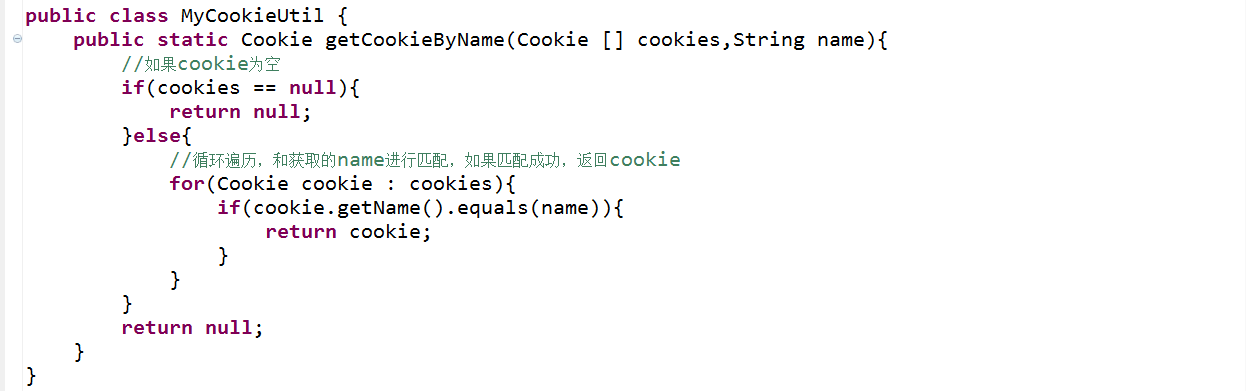 public class MyCookieUtil {
    public static Cookie getCookieByName(Cookie [] cookies,String name){
        //如果cookie为空
        if(cookies == null){
            return null;
        }else{
            //循环遍历，和获取的name进行匹配，如果匹配成功，返回cookie
            for(Cookie cookie : cookies){
                if(cookie.getName().equals(name)){
                    return cookie;
                }
            }
        }
        return null;
    }
}